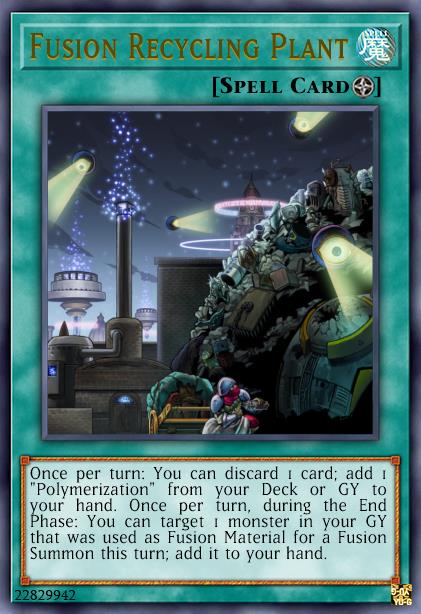 FUSION RECYCLING PLANT
魔
[SPELL CARD]
Once per turn: You can discard 1 card; add 1
"Polymerization" from your Deck or GY to
your hand. Once per turn, during the End
Phase: You can target 1 monster in your GY
that was used as Fusion Material for a Fusion
Summon this turn; add it to your hand.
22829942